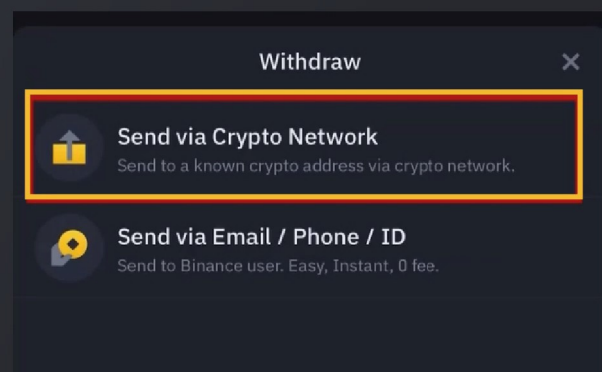 Withdraw
Send via Crypto Network
Send to a known crypto address via crypto network.
Send via Email / Phone / ID
Send to Binance user. Easy, Instant, 0 fee.